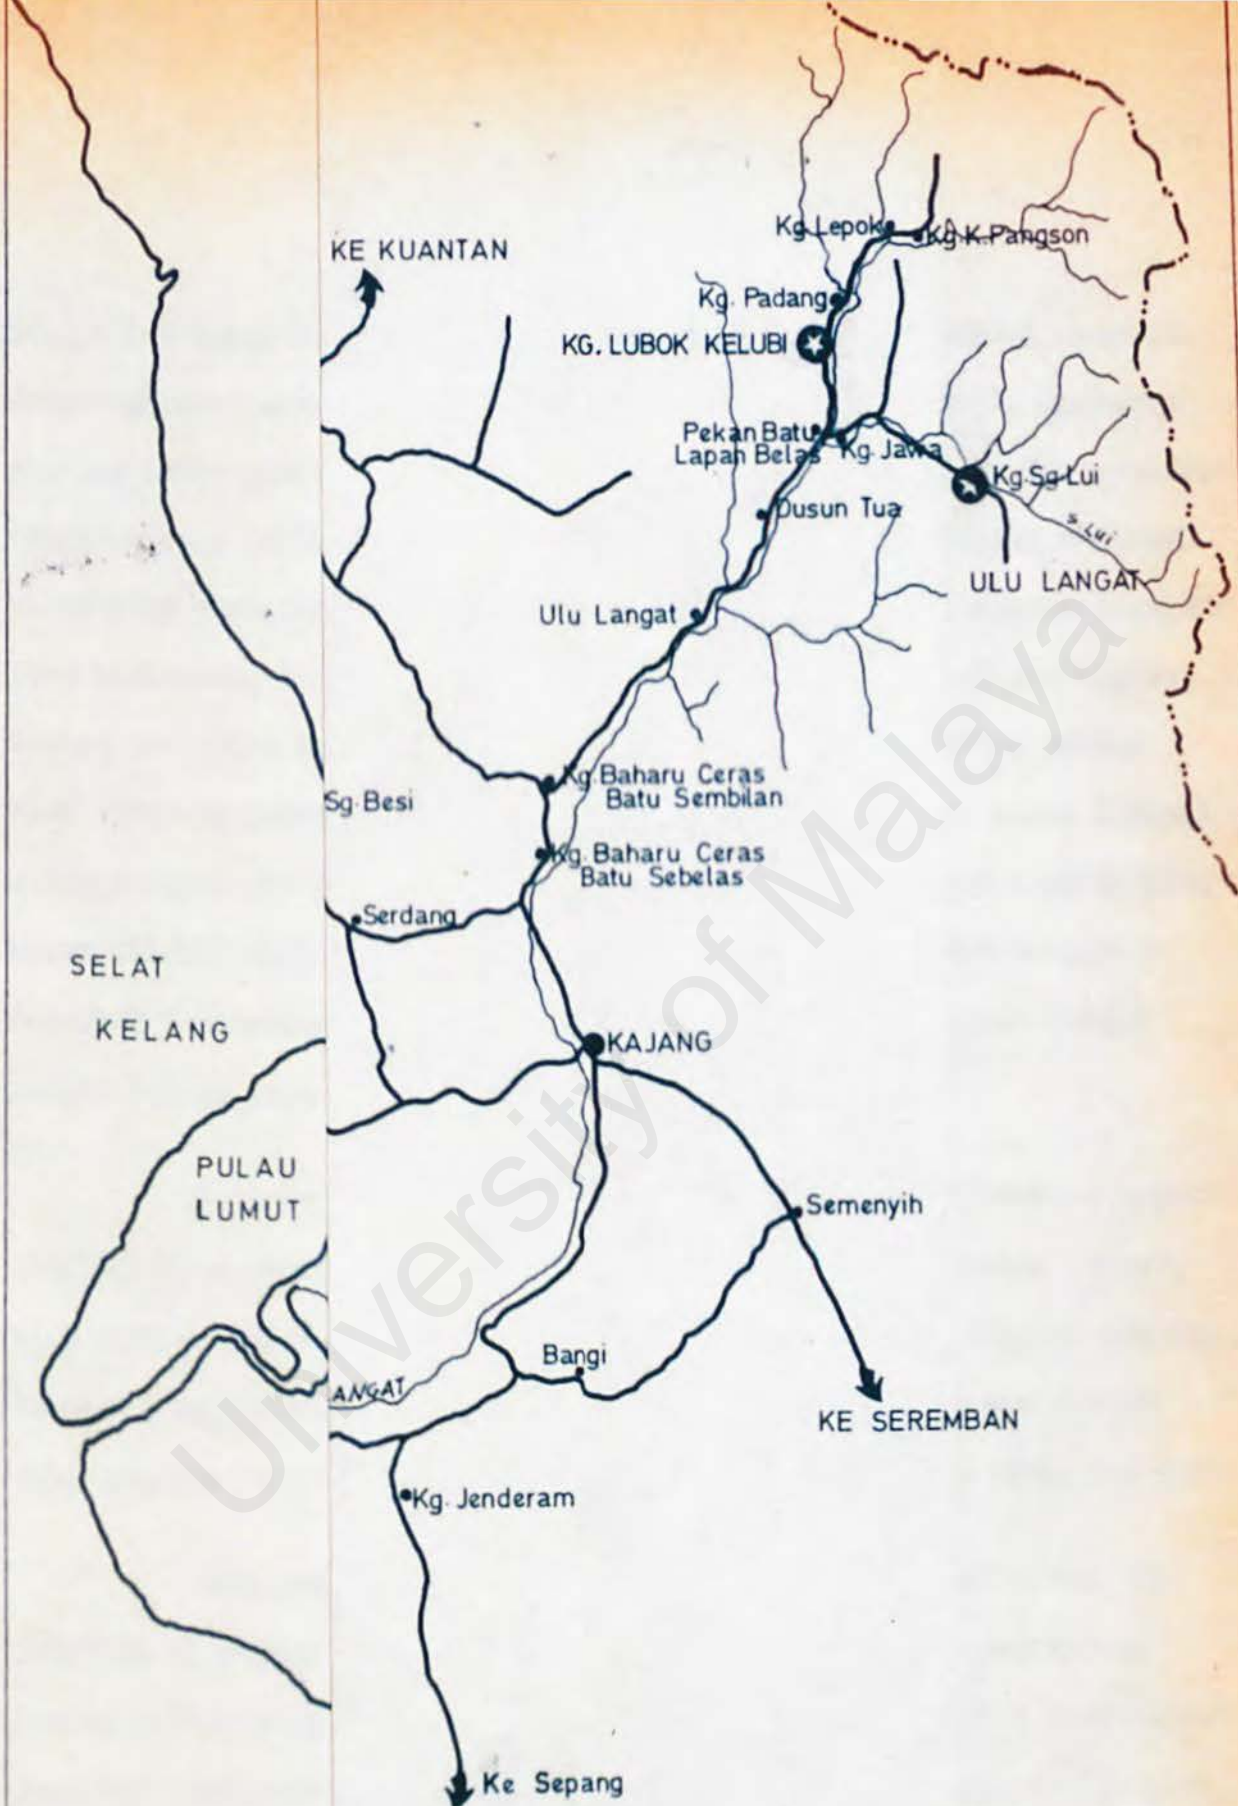 KE KUANTAN
Kg. Lepok
Kg. K. Pangson
Kg. Padang
KG. LUBOK KELUBI
Pekan Batu
Lapan Belas
Kg. Jawa
Kg. Sg. Lui
S. Lui
Dusun Tua
ULU LANGAT
Ulu Langat
Kg. Baharu Ceras
Batu Sembilan
Sg. Besi
Kg. Baharu Ceras
Batu Sebelas
Serdang
SELAT
KELANG
KAJANG
PULAU
LUMUT
Semenyih
Bangi
ANGAT
KE SEREMBAN
Kg. Jenderam
Ke Sepang
University of Malaya